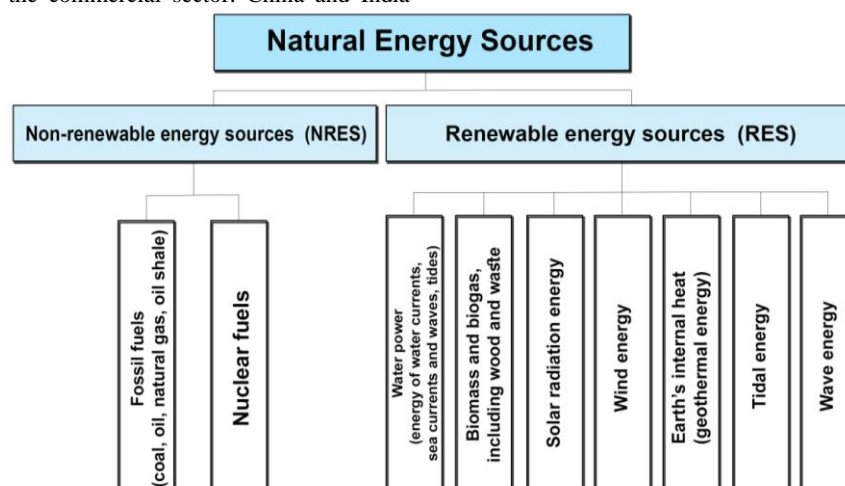 the commercial sector. China and India
Natural Energy Sources
Non-renewable energy sources (NRES)
Renewable energy sources (RES)
Fossil fuels
(coal, oil, natural gas, oil shale)
Nuclear fuels
Water power
(energy of water currents,
sea currents and waves, tides)
Biomass and biogas,
including wood and waste
Solar radiation energy
Wind energy
Earth's internal heat
(geothermal energy)
Tidal energy
Wave energy